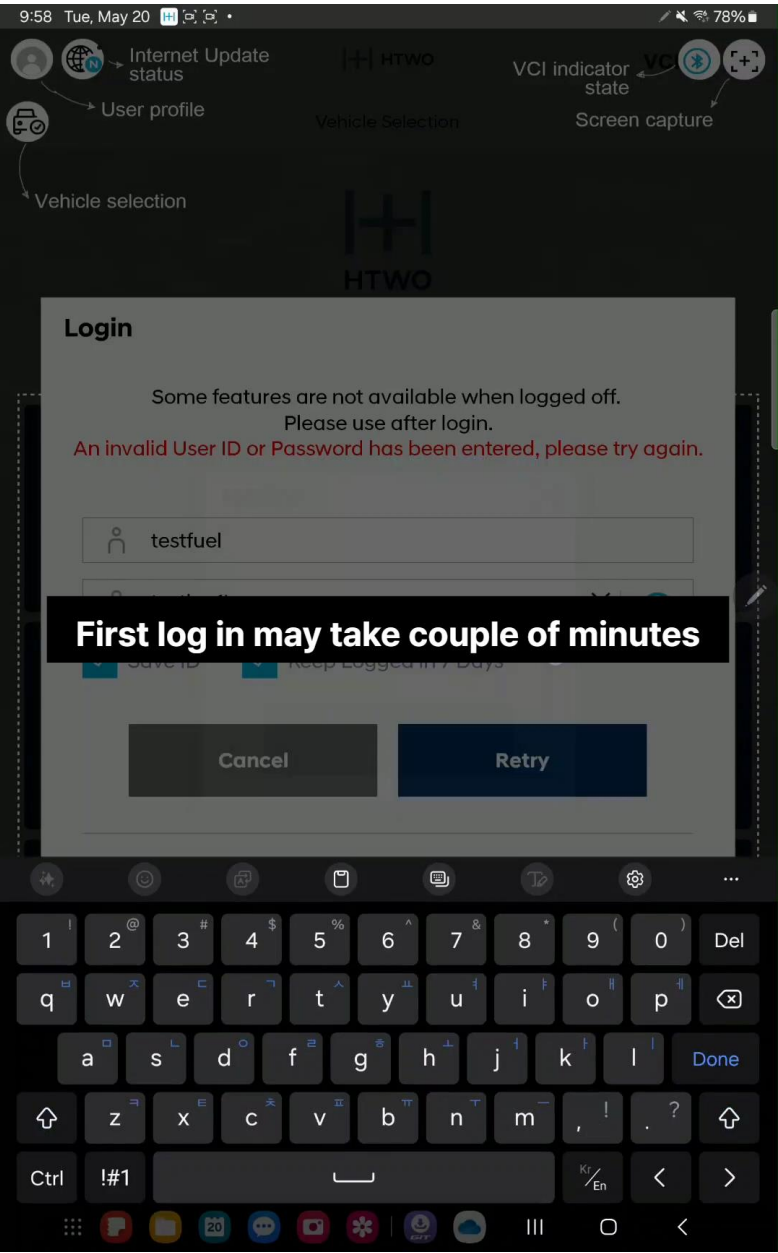 9:58 Tue, May 20
78%
Internet Update
status
HTWO
VCI indicator
state
VCI
User profile
Vehicle Selection
Screen capture
Vehicle selection
HTWO
Login
Some features are not available when logged off.
Please use after login.
An invalid User ID or Password has been entered, please try again.
testfuel
First log in may take couple of minutes
Save ID
Keep Logged in 7 Days
Cancel
Retry
! @ # $ % ^ & * ( )
1 2 3 4 5 6 7 8 9 0 Del
ㅂ ㅈ ㄷ ㄱ ㅅ ㅛ ㅕ ㅑ ㅐ ㅔ
q w e r t y u i o p
ㅁ ㄴ ㅇ ㄹ ㅎ ㅗ ㅓ ㅏ ㅣ
a s d f g h j k l Done
ㅋ ㅌ ㅊ ㅍ ㅠ ㅜ ㅡ ! ?
z x c v b n m , .
Ctrl !#1 Kr/En < >
20
GIT